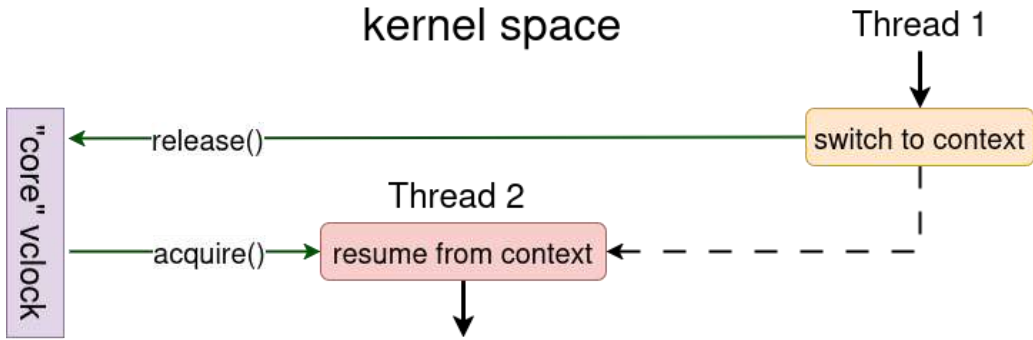 kernel space
Thread 1
"core" vclock
release()
switch to context
Thread 2
acquire()
resume from context